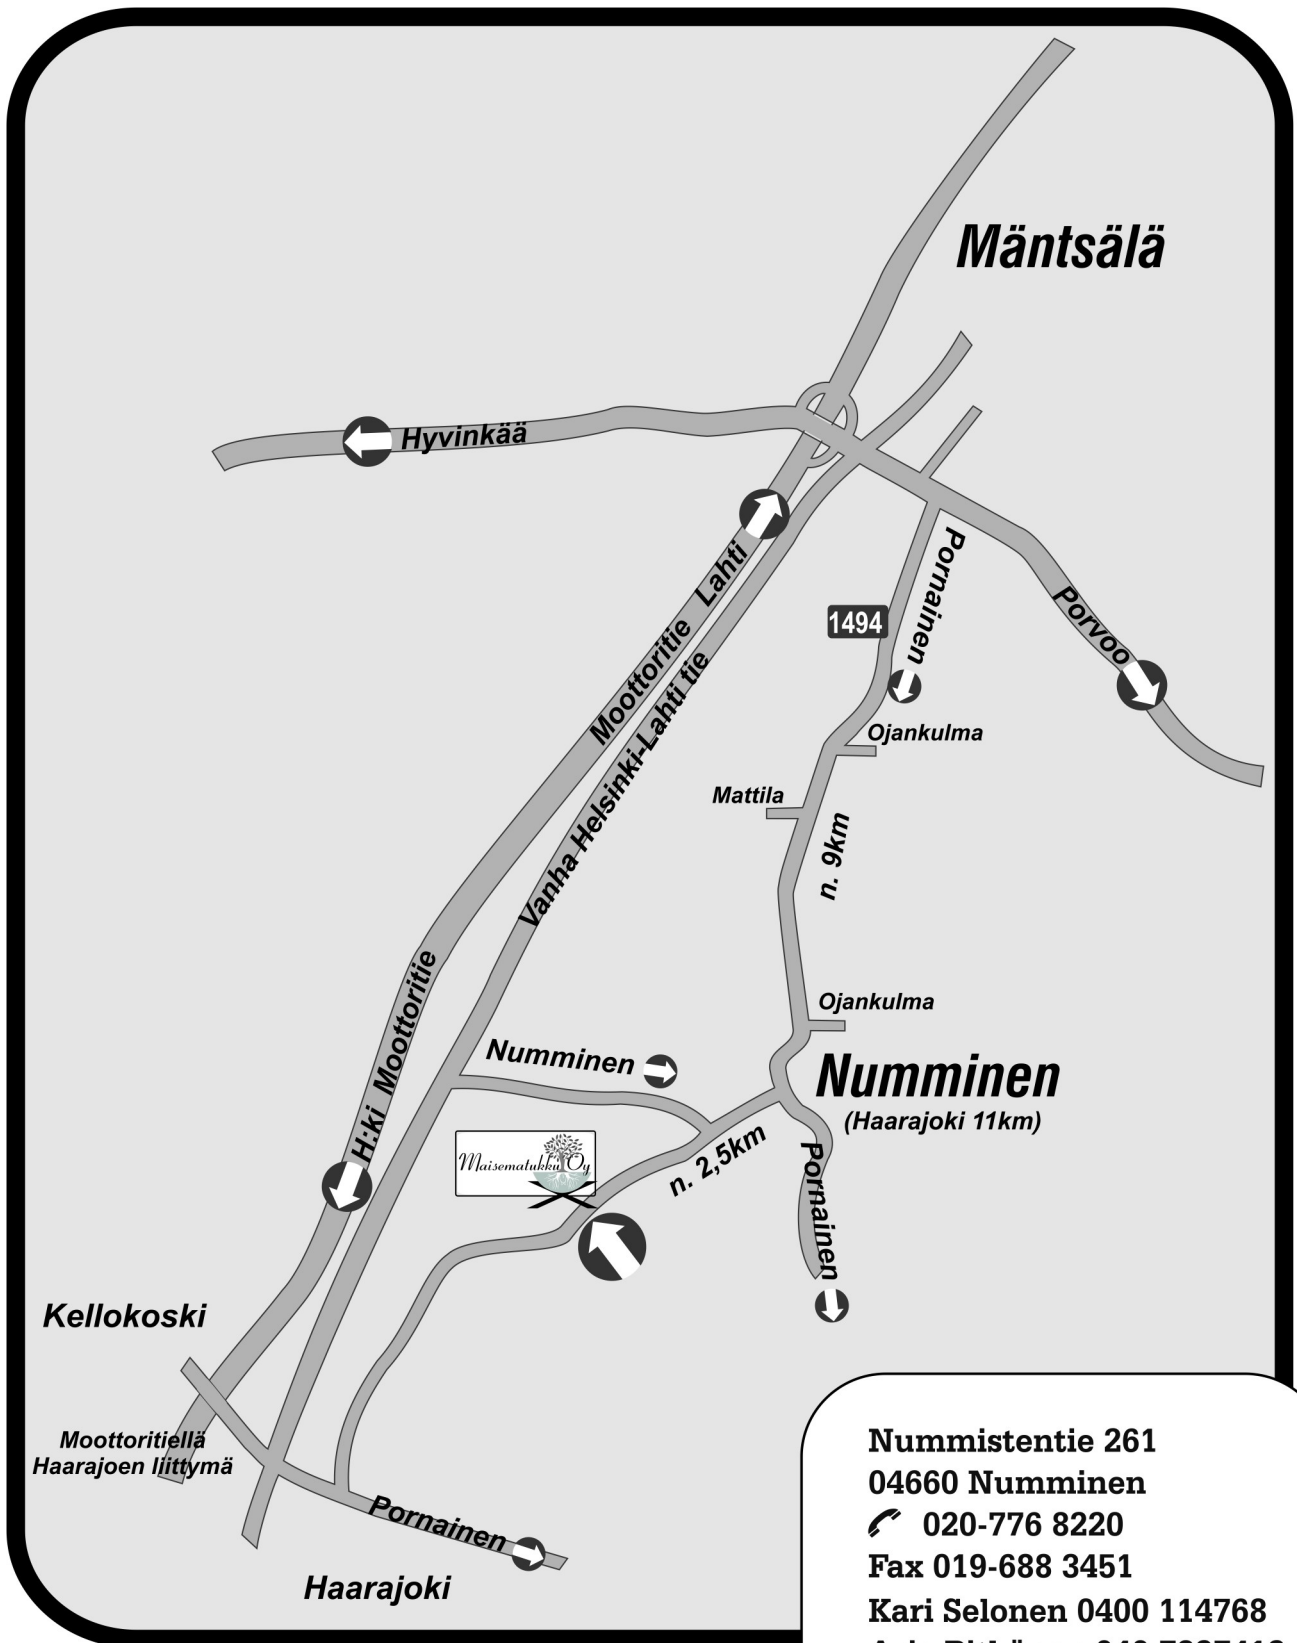 Mäntsälä
Hyvinkää
Moottoritie Lahti
Vanha Helsinki-Lahti tie
1494
Pornainen
Porvoo
Ojankulma
Mattila
n. 9km
H:ki Moottoritie
Ojankulma
Numminen
Numminen
(Haarajoki 11km)
Maisematukku Oy
n. 2,5km
Pornainen
Kellokoski
Moottoritiellä
Haarajoen liittymä
Pornainen
Haarajoki
Nummistentie 261
04660 Numminen
020-776 8220
Fax 019-688 3451
Kari Selonen 0400 114768